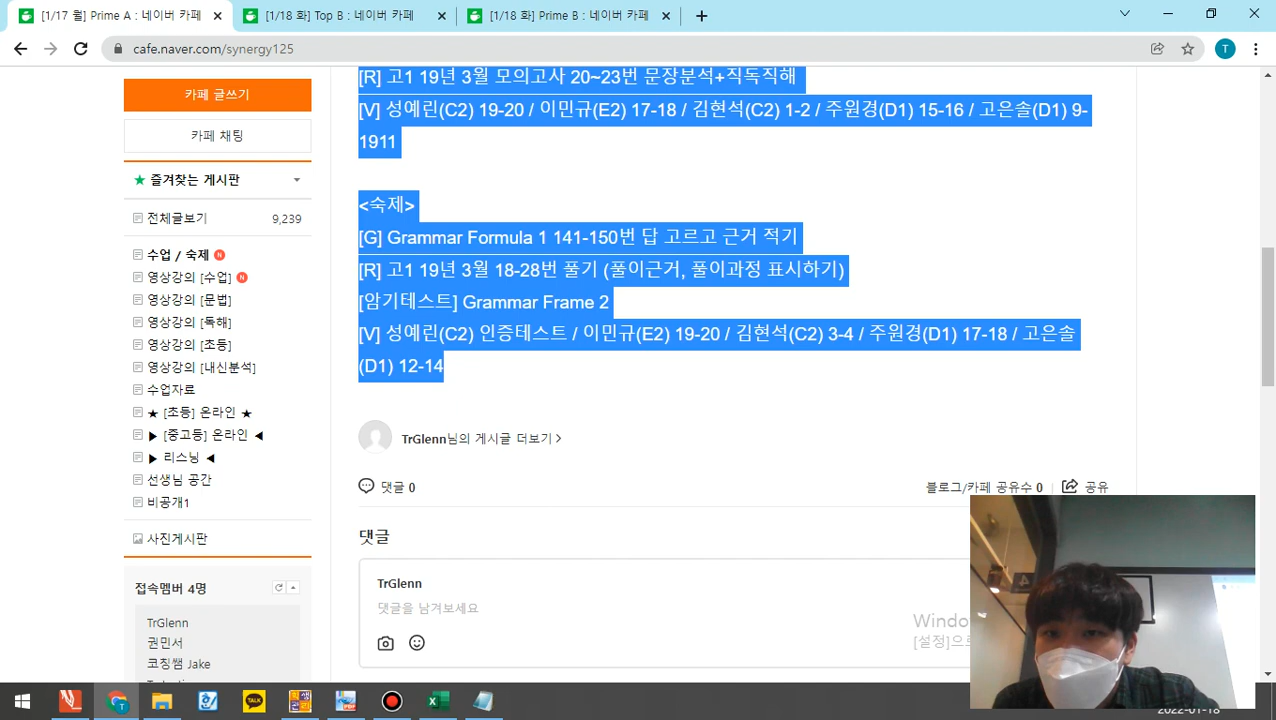 [1/17 월] Prime A : 네이버 카페
[1/18 화] Top B : 네이버 카페
[1/18 화] Prime B : 네이버 카페
cafe.naver.com/synergy125
T
카페 글쓰기
카페 채팅
★ 즐겨찾는 게시판
전체글보기 9,239
수업 / 숙제 N
영상강의 [수업] N
영상강의 [문법]
영상강의 [독해]
영상강의 [초등]
영상강의 [내신분석]
수업자료
★ [초등] 온라인 ★
▶ [중고등] 온라인 ◀
▶ 리스닝 ◀
선생님 공간
비공개1
사진게시판
접속멤버 4명
TrGlenn
권민서
코칭쌤 Jake
[R] 고1 19년 3월 모의고사 20~23번 문장분석+직독직해
[V] 성예린(C2) 19-20 / 이민규(E2) 17-18 / 김현석(C2) 1-2 / 주원경(D1) 15-16 / 고은솔(D1) 9-
1911
<숙제>
[G] Grammar Formula 1 141-150번 답 고르고 근거 적기
[R] 고1 19년 3월 18-28번 풀기 (풀이근거, 풀이과정 표시하기)
[암기테스트] Grammar Frame 2
[V] 성예린(C2) 인증테스트 / 이민규(E2) 19-20 / 김현석(C2) 3-4 / 주원경(D1) 17-18 / 고은솔
(D1) 12-14
TrGlenn님의 게시글 더보기 >
댓글 0
블로그/카페 공유수 0 | 공유
댓글
TrGlenn
댓글을 남겨보세요
Windo
[설정]으로
TALK
2022-01-18